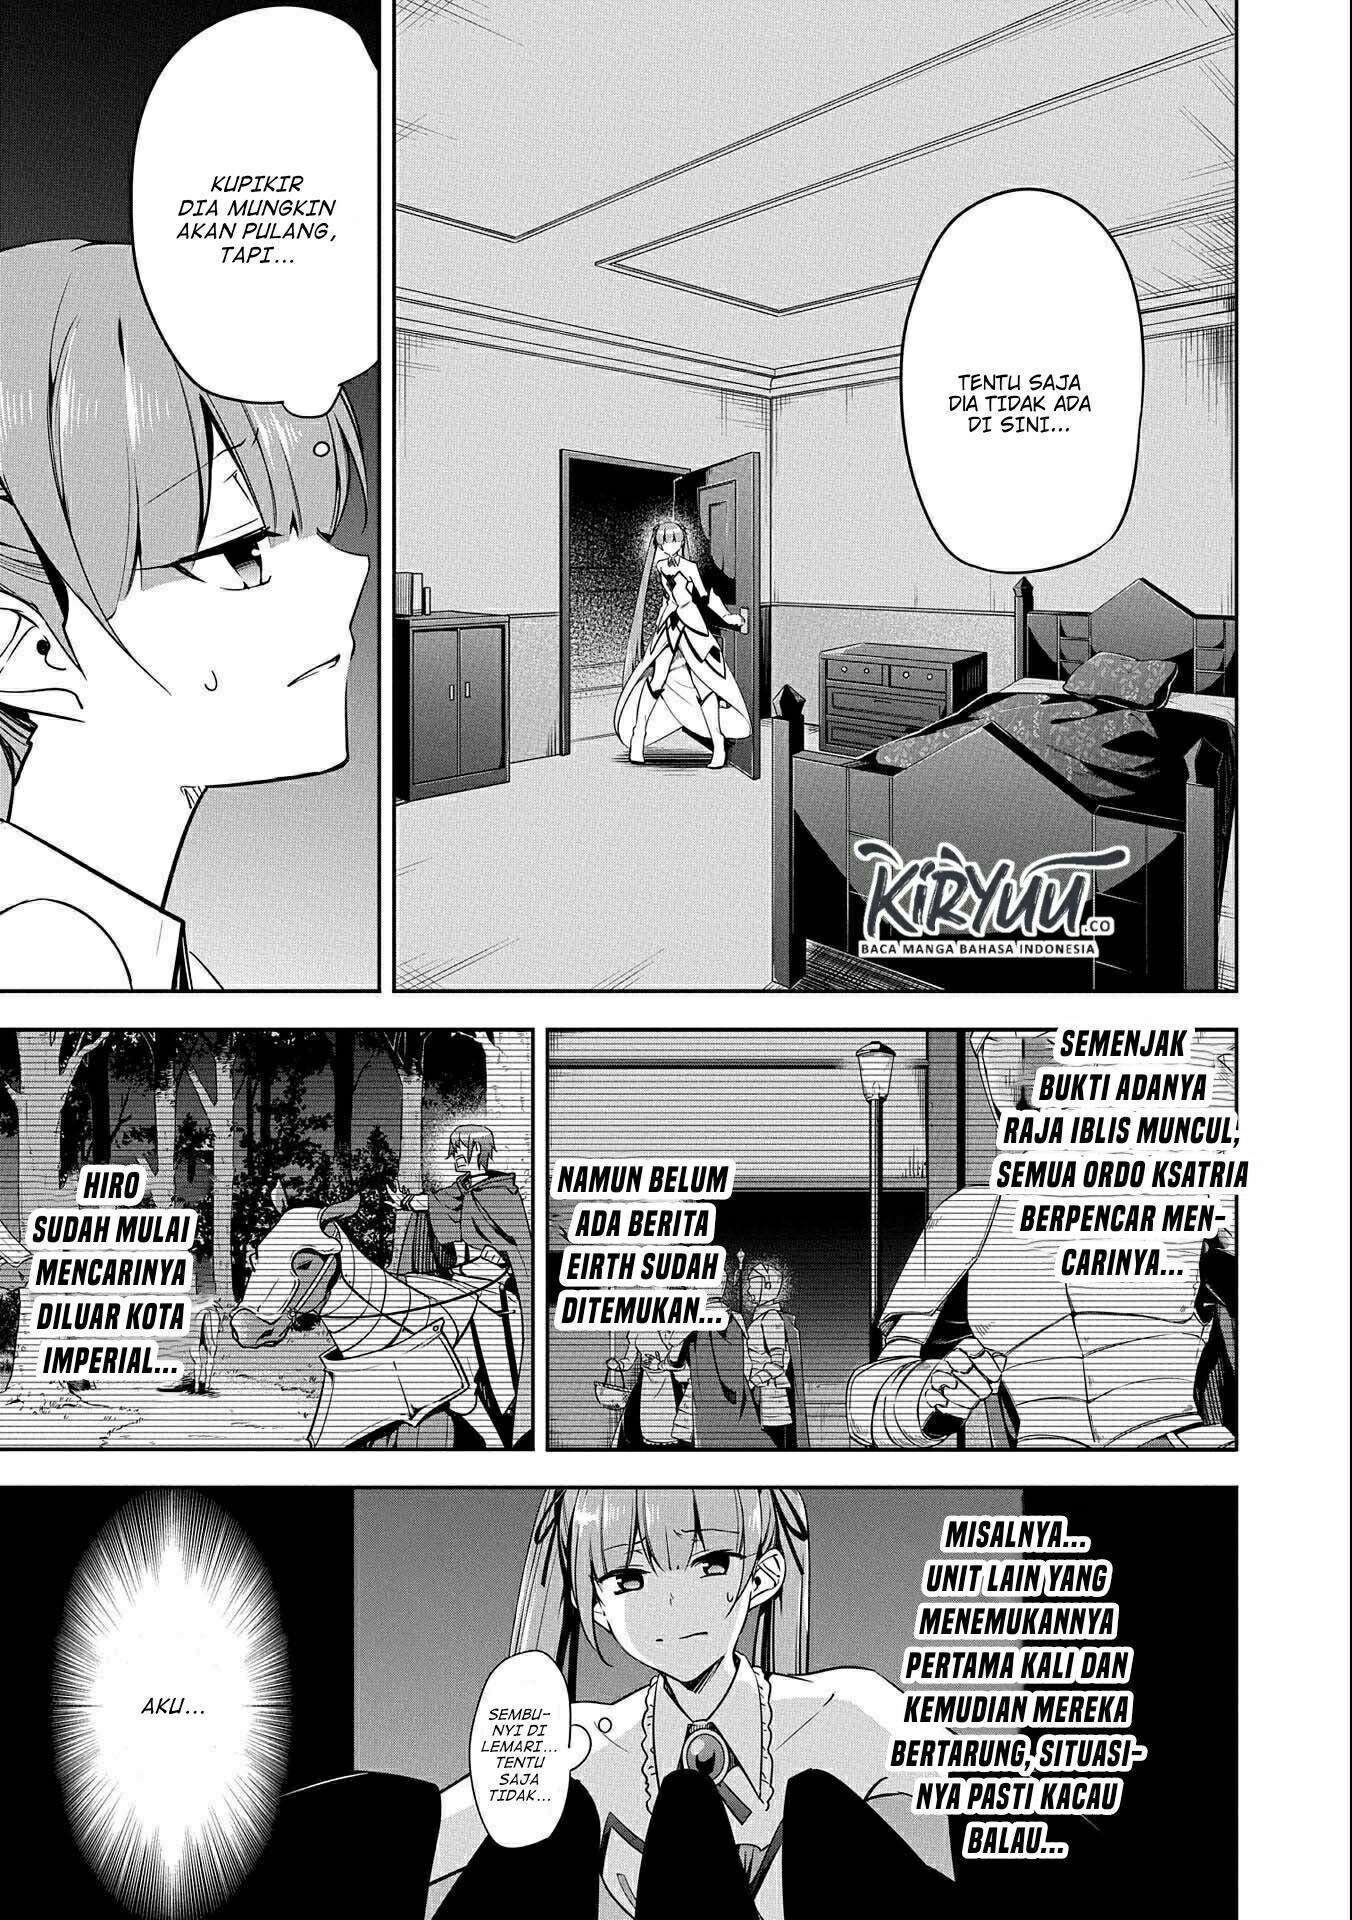 TENTU SAJA
DIA TIDAK ADA
DI SINI...
KUPIKIR
DIA MUNGKIN
AKAN PULANG,
TAPI...
KIRYUU.CO
BACA MANGA BAHASA INDONESIA
SEMENJAK
BUKTI ADANYA
RAJA IBLIS MUNCUL,
SEMUA ORDO KSATRIA
BERPENCAR MEN-
CARINYA...
NAMUN BELUM
ADA BERITA
EIRTH SUDAH
DITEMUKAN...
HIRO
SUDAH MULAI
MENCARINYA
DILUAR KOTA
IMPERIAL...
MISALNYA...
UNIT LAIN YANG
MENEMUKANNYA
PERTAMA KALI DAN
KEMUDIAN MEREKA
BERTARUNG, SITUASI-
NYA PASTI KACAU
BALAU...
SEMBU-
NYI DI
LEMARI...
TENTU
SAJA
TIDAK...
AKU...